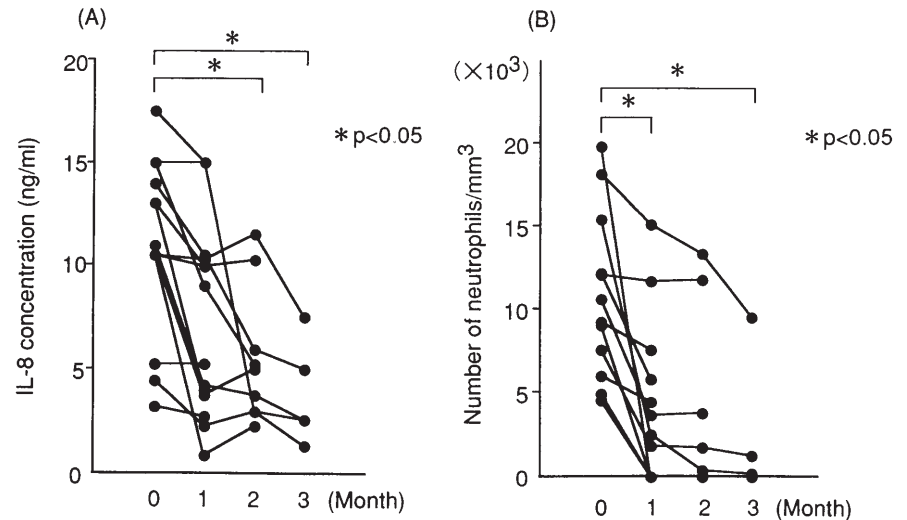 (A)
*
*
20
15
10
5
0
IL-8 concentration (ng/ml)
* p<0.05
0 1 2 3 (Month)
(B)
(×10³)
*
*
20
15
10
5
0
Number of neutrophils/mm³
* p<0.05
0 1 2 3 (Month)